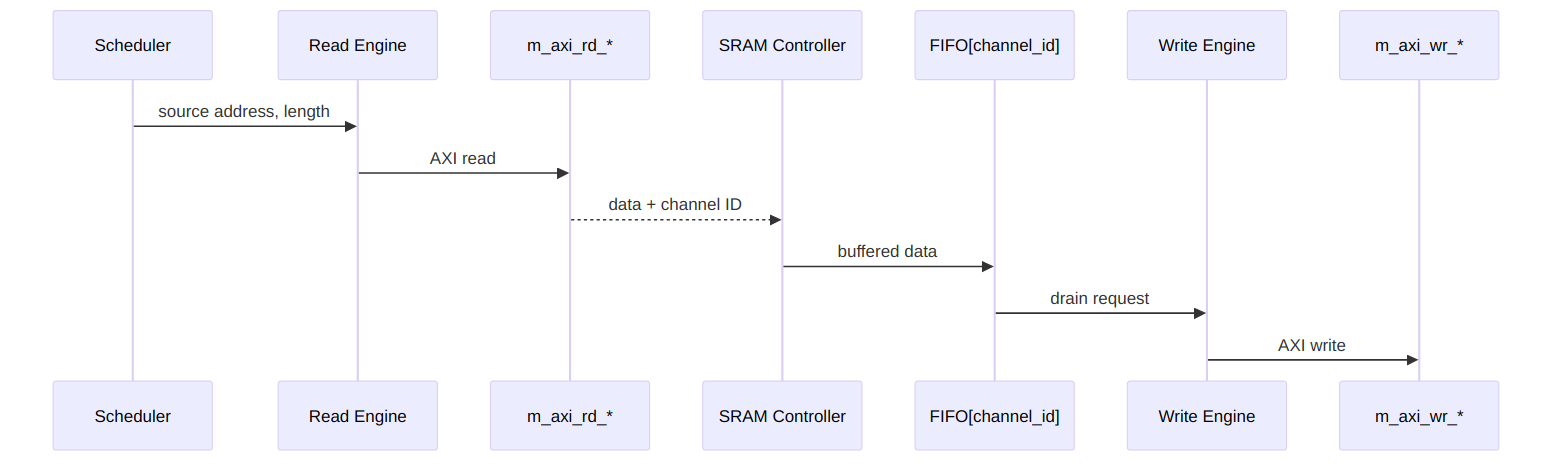 Scheduler
Read Engine
m_axi_rd_*
SRAM Controller
FIFO[channel_id]
Write Engine
m_axi_wr_*
source address, length
AXI read
data + channel ID
buffered data
drain request
AXI write
Scheduler
Read Engine
m_axi_rd_*
SRAM Controller
FIFO[channel_id]
Write Engine
m_axi_wr_*